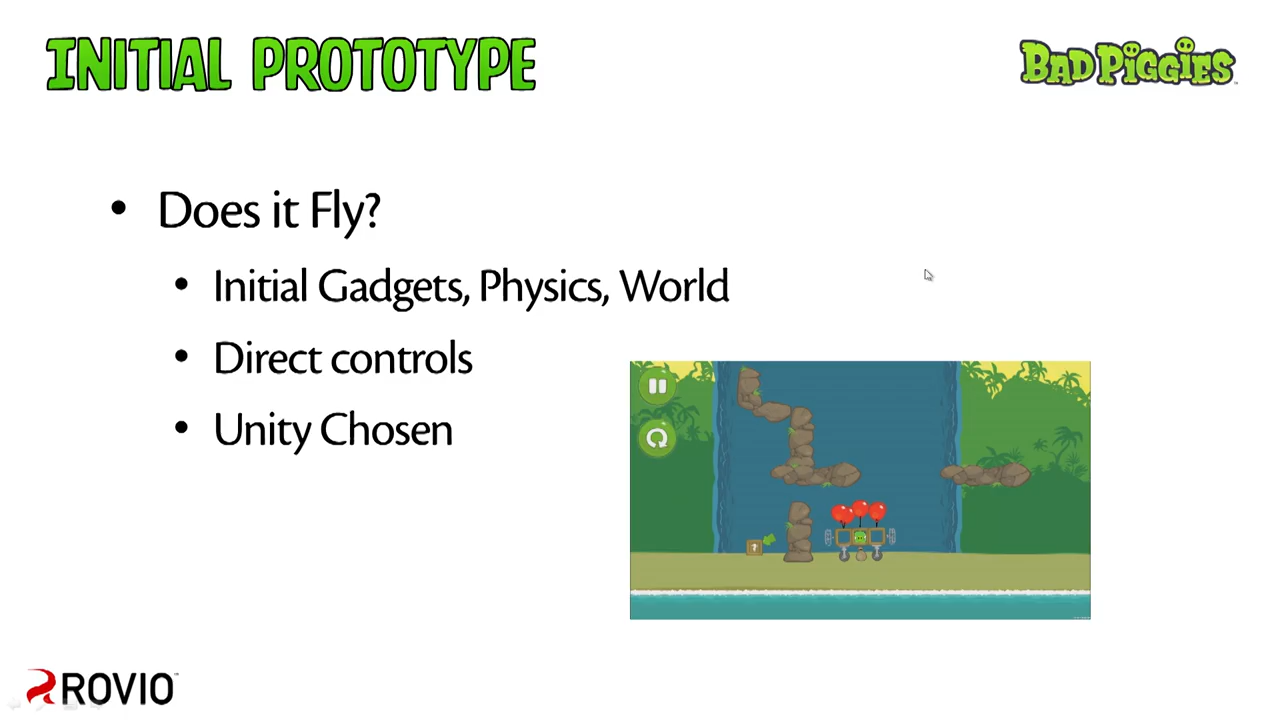 INITIAL PROTOTYPE
BAD PIGGIES
• Does it Fly?
• Initial Gadgets, Physics, World
• Direct controls
• Unity Chosen
ROVIO